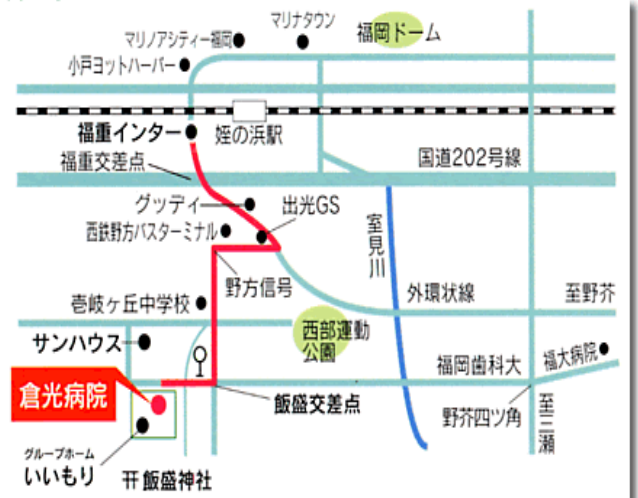 マリナタウン
マリノアシティー福岡
福岡ドーム
小戸ヨットハーバー
福重インター
姪の浜駅
福重交差点
国道202号線
グッディ
出光GS
西鉄野方バスターミナル
室見川
野方信号
外環状線
至野芥
壱岐ヶ丘中学校
西部運動
公園
サンハウス
福岡歯科大
福大病院
倉光病院
飯盛交差点
野芥四ツ角
至三瀬
グループホーム
いいもり
飯盛神社